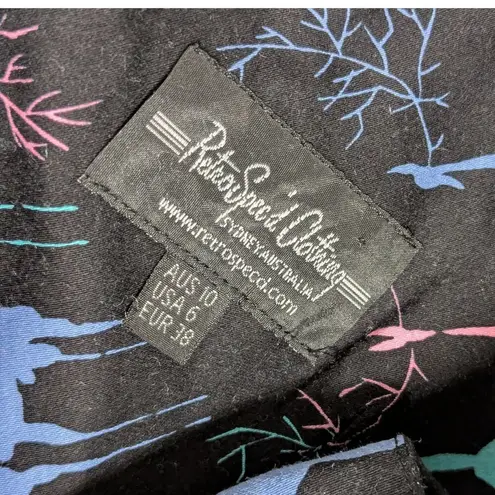 RetroSpec'd Clothing
SYDNEY, AUSTRALIA
www.retrospecd.com
AUS 10
USA 6
EUR 38